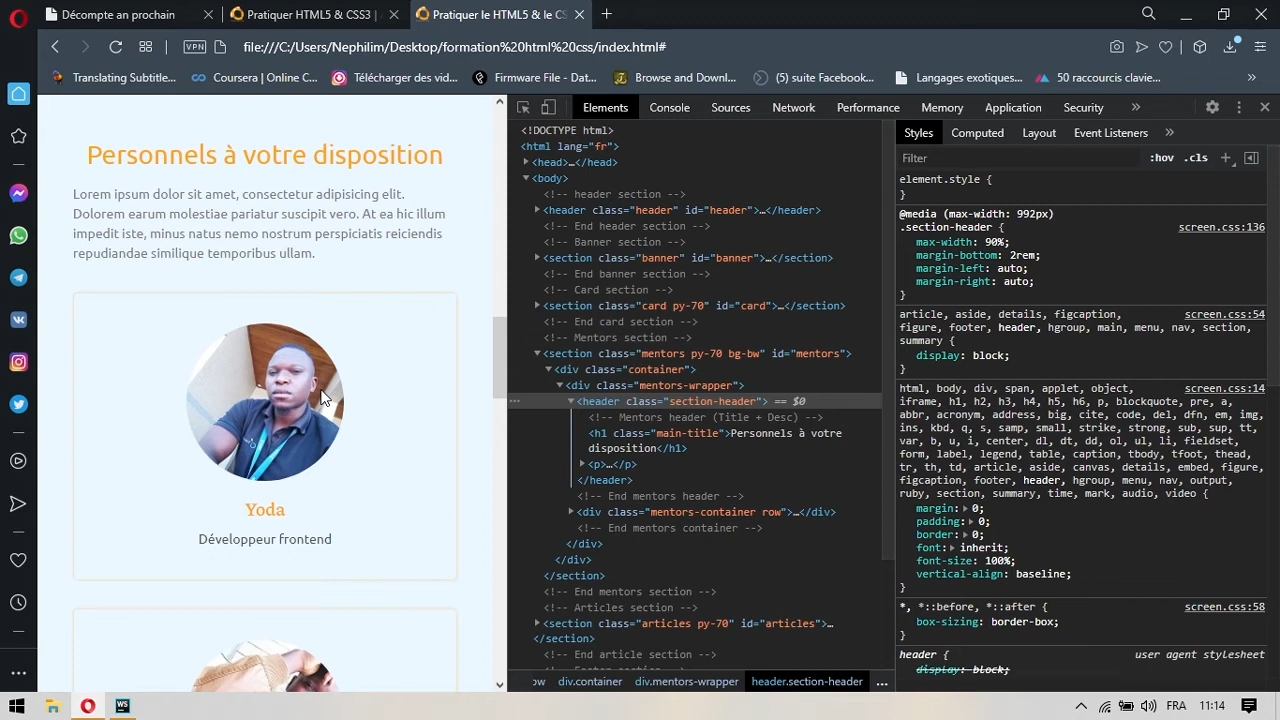 Décompte an prochain
Pratiquer HTML5 & CSS3 |
Pratiquer le HTML5 & le CS
VPN
file:///C:/Users/Nephilim/Desktop/formation%20html%20css/index.html#
Translating Subtitle...
Coursera | Online C...
Télécharger des vid...
Firmware File - Dat...
Browse and Downl...
(5) suite Facebook...
Langages exotiques...
50 raccourcis clavie...
»
Personnels à votre disposition
Lorem ipsum dolor sit amet, consectetur adipisicing elit.
Dolorem earum molestiae pariatur suscipit vero. At ea hic illum
impedit iste, minus natus nemo nostrum perspiciatis reiciendis
repudiandae similique temporibus ullam.
Yoda
Développeur frontend
Elements
Console
Sources
Network
Performance
Memory
Application
Security
»
<!DOCTYPE html>
<html lang="fr">
<head>…</head>
<body>
<!-- header section -->
<header class="header" id="header">…</header>
<!-- End header section -->
<!-- Banner section -->
<section class="banner" id="banner">…</section>
<!-- End banner section -->
<!-- Card section -->
<section class="card py-70" id="card">…</section>
<!-- End card section -->
<!-- Mentors section -->
<section class="mentors py-70 bg-bw" id="mentors">
<div class="container">
<div class="mentors-wrapper">
<header class="section-header"> == $0
<!-- Mentors header (Title + Desc) -->
<h1 class="main-title">Personnels à votre
disposition</h1>
<p>…</p>
</header>
<!-- End mentors header -->
<div class="mentors-container row">…</div>
<!-- End mentors container -->
</div>
</div>
</section>
<!-- End mentors section -->
<!-- Articles section -->
<section class="articles py-70" id="articles">…
</section>
<!-- End article section -->
ow
div.container
div.mentors-wrapper
header.section-header
...
Styles
Computed
Layout
Event Listeners
»
Filter
:hov .cls +
element.style {
}
@media (max-width: 992px)
.section-header {
screen.css:136
max-width: 90%;
margin-bottom: 2rem;
margin-left: auto;
margin-right: auto;
}
article, aside, details, figcaption,
screen.css:54
figure, footer, header, hgroup, main, menu, nav, section,
summary {
display: block;
}
html, body, div, span, applet, object,
screen.css:14
iframe, h1, h2, h3, h4, h5, h6, p, blockquote, pre, a,
abbr, acronym, address, big, cite, code, del, dfn, em, img,
ins, kbd, q, s, samp, small, strike, strong, sub, sup, tt,
var, b, u, i, center, dl, dt, dd, ol, ul, li, fieldset,
form, label, legend, table, caption, tbody, tfoot, thead,
tr, th, td, article, aside, canvas, details, embed, figure,
figcaption, footer, header, hgroup, menu, nav, output,
ruby, section, summary, time, mark, audio, video {
margin: 0;
padding: 0;
border: 0;
font: inherit;
font-size: 100%;
vertical-align: baseline;
}
*, *::before, *::after {
screen.css:58
box-sizing: border-box;
}
header {
user agent stylesheet
display: block;
WS
FRA
11:14